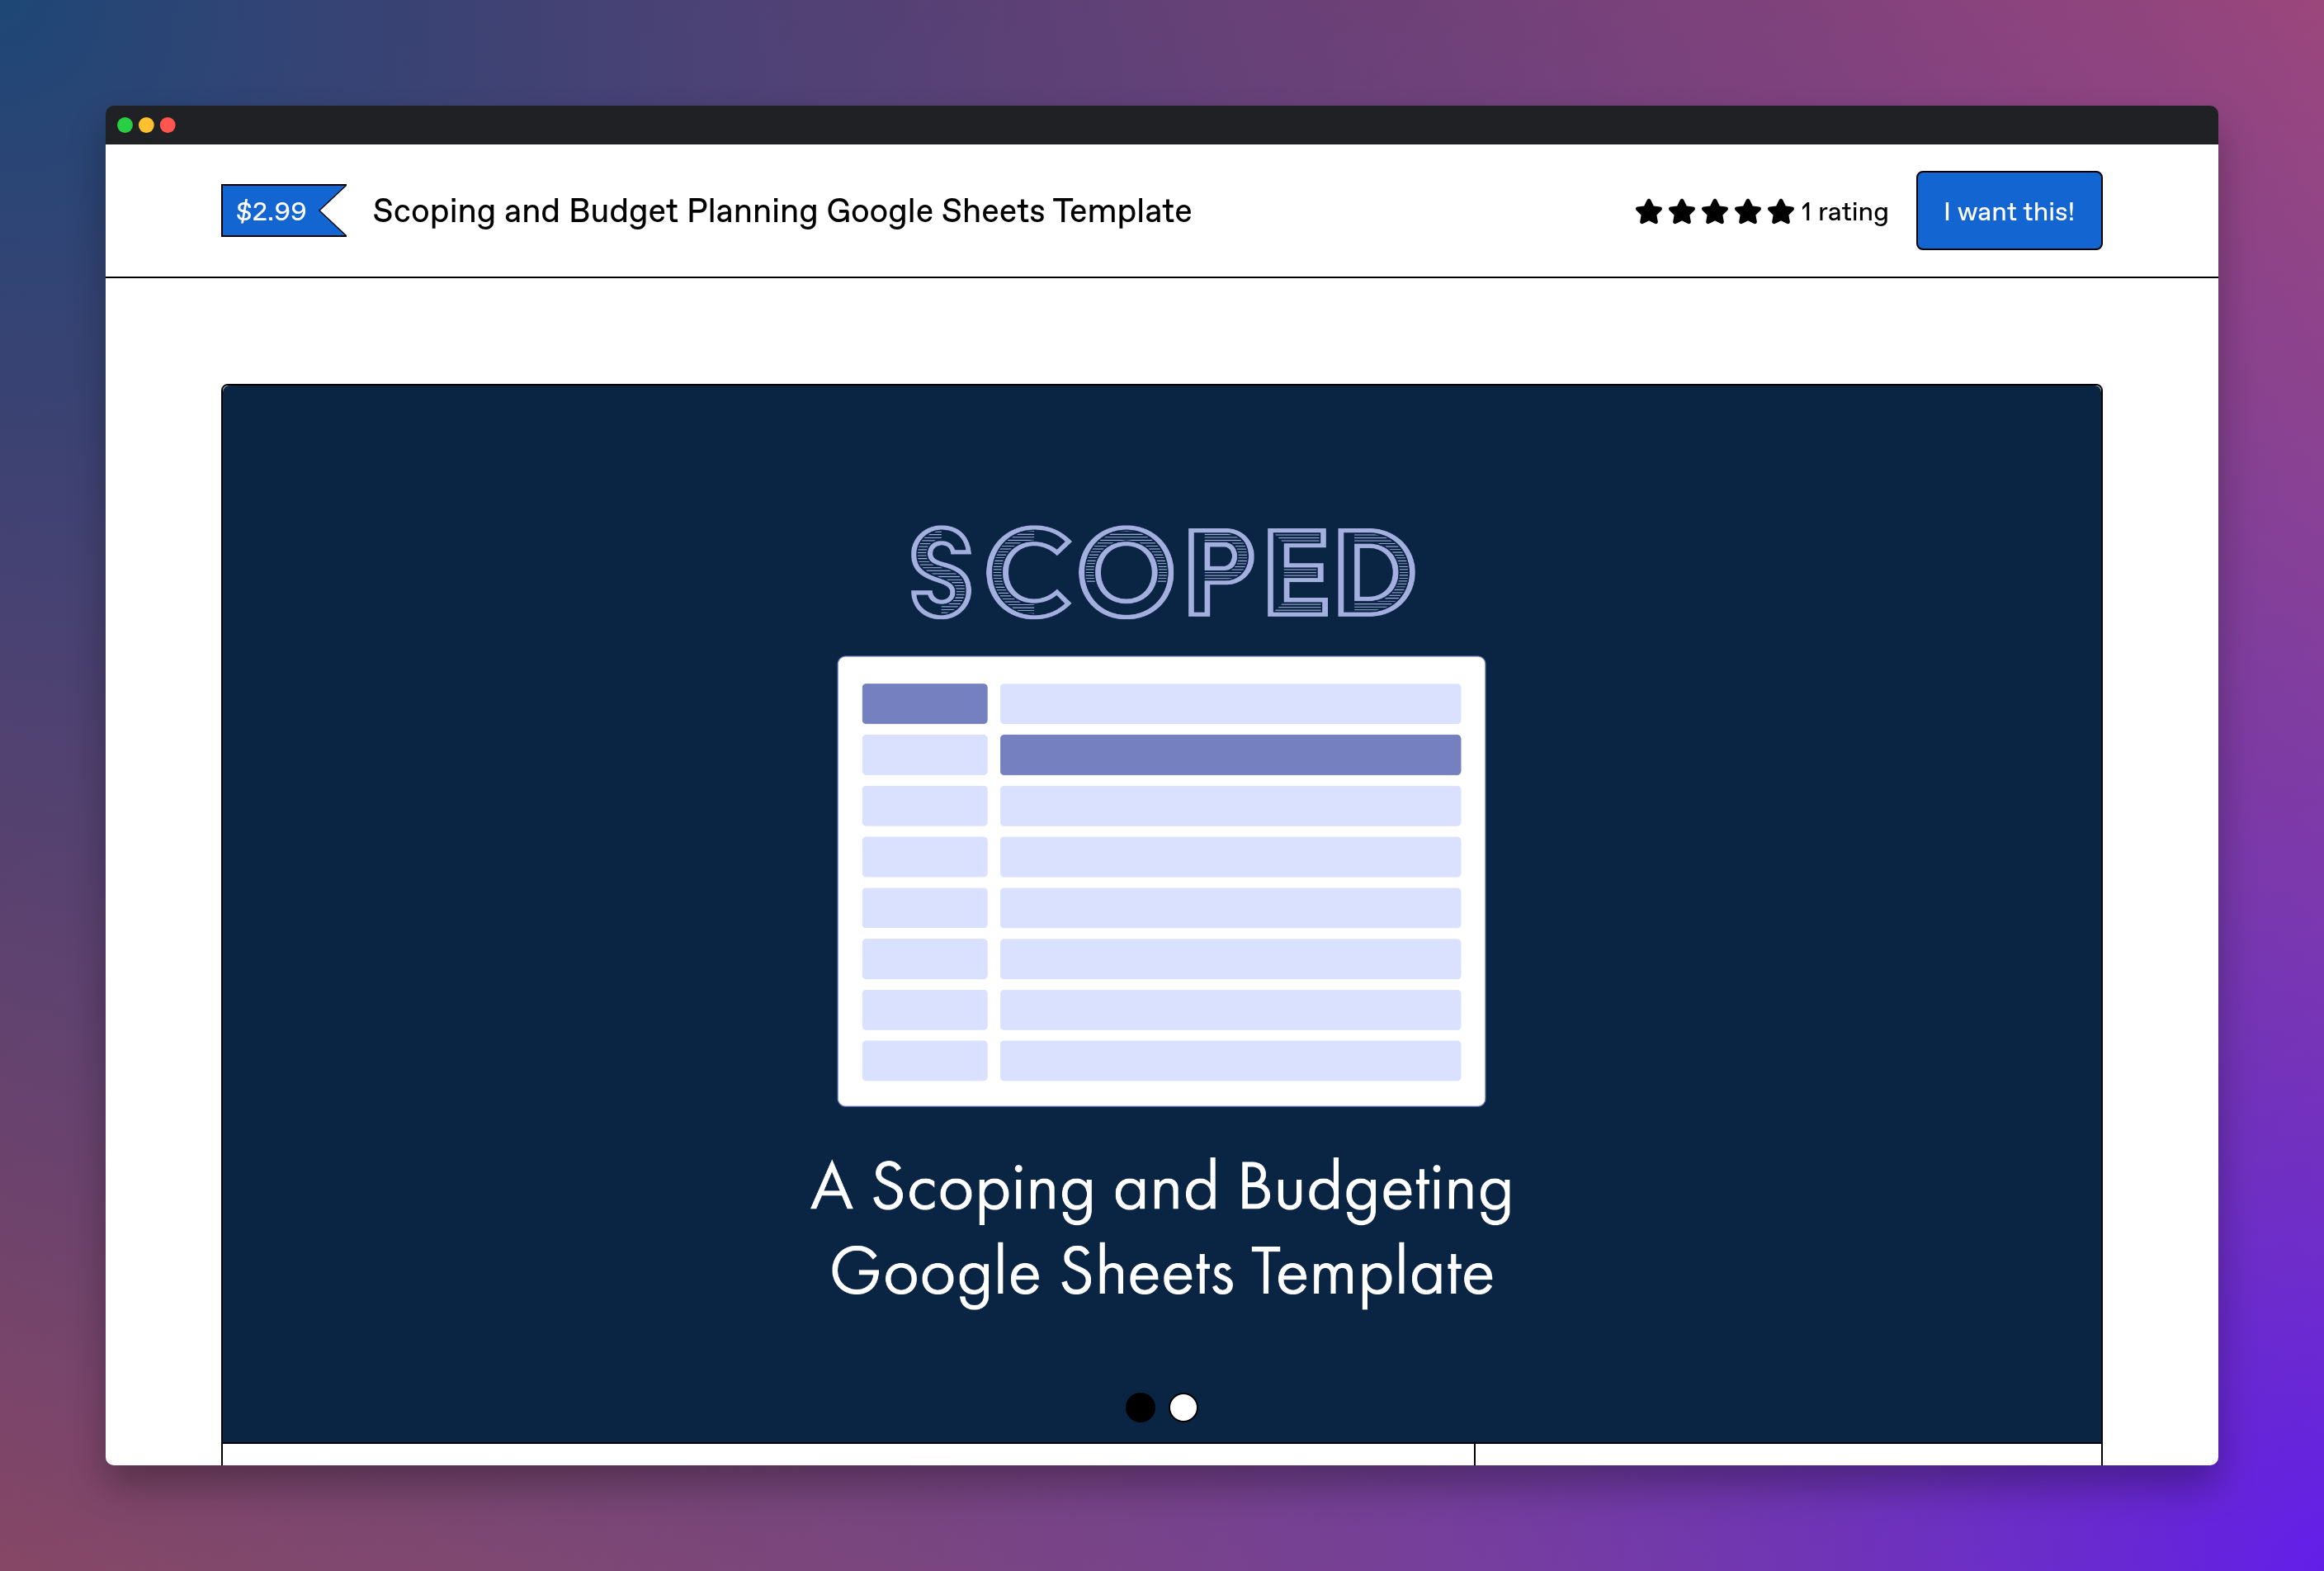 $2.99
Scoping and Budget Planning Google Sheets Template
1 rating
I want this!
SCOPED
A Scoping and Budgeting
Google Sheets Template